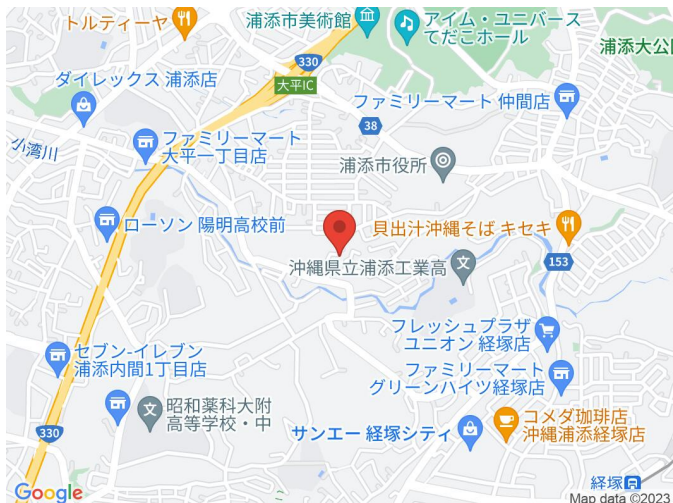 トルティーヤ
浦添市美術館
アイム・ユニバース
てだこホール
浦添大公
330
大平IC
ダイレックス 浦添店
ファミリーマート 仲間店
38
小湾川
ファミリーマート
大平一丁目店
浦添市役所
ローソン 陽明高校前
貝出汁沖縄そば キセキ
沖縄県立浦添工業高
153
フレッシュプラザ
ユニオン 経塚店
セブン-イレブン
浦添内間1丁目店
ファミリーマート
グリーンハイツ経塚店
昭和薬科大附
高等学校・中
コメダ珈琲店
沖縄浦添経塚店
サンエー 経塚シティ
330
経塚
Google
Map data ©2023